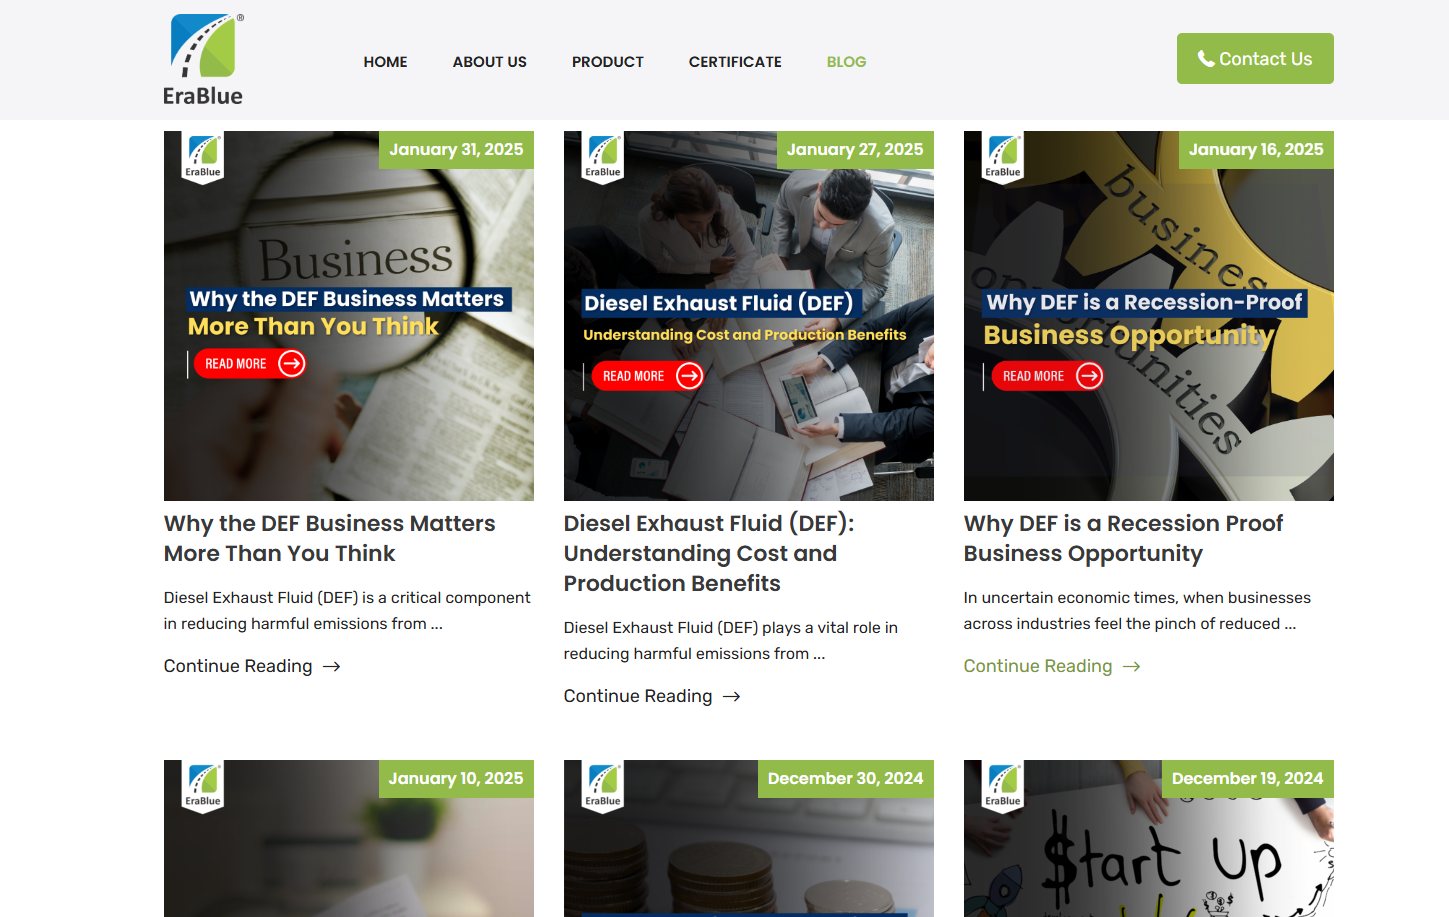 EraBlue
®
HOME
ABOUT US
PRODUCT
CERTIFICATE
BLOG
Contact Us
EraBlue
January 31, 2025
Business
Why the DEF Business Matters
More Than You Think
READ MORE
Why the DEF Business Matters
More Than You Think
Diesel Exhaust Fluid (DEF) is a critical component
in reducing harmful emissions from ...
Continue Reading
EraBlue
January 27, 2025
Diesel Exhaust Fluid (DEF)
Understanding Cost and Production Benefits
READ MORE
Diesel Exhaust Fluid (DEF):
Understanding Cost and
Production Benefits
Diesel Exhaust Fluid (DEF) plays a vital role in
reducing harmful emissions from ...
Continue Reading
EraBlue
January 16, 2025
business
Why DEF is a Recession-Proof
Business Opportunity
READ MORE
Why DEF is a Recession Proof
Business Opportunity
In uncertain economic times, when businesses
across industries feel the pinch of reduced ...
Continue Reading
EraBlue
January 10, 2025
EraBlue
December 30, 2024
EraBlue
December 19, 2024
$tart Up